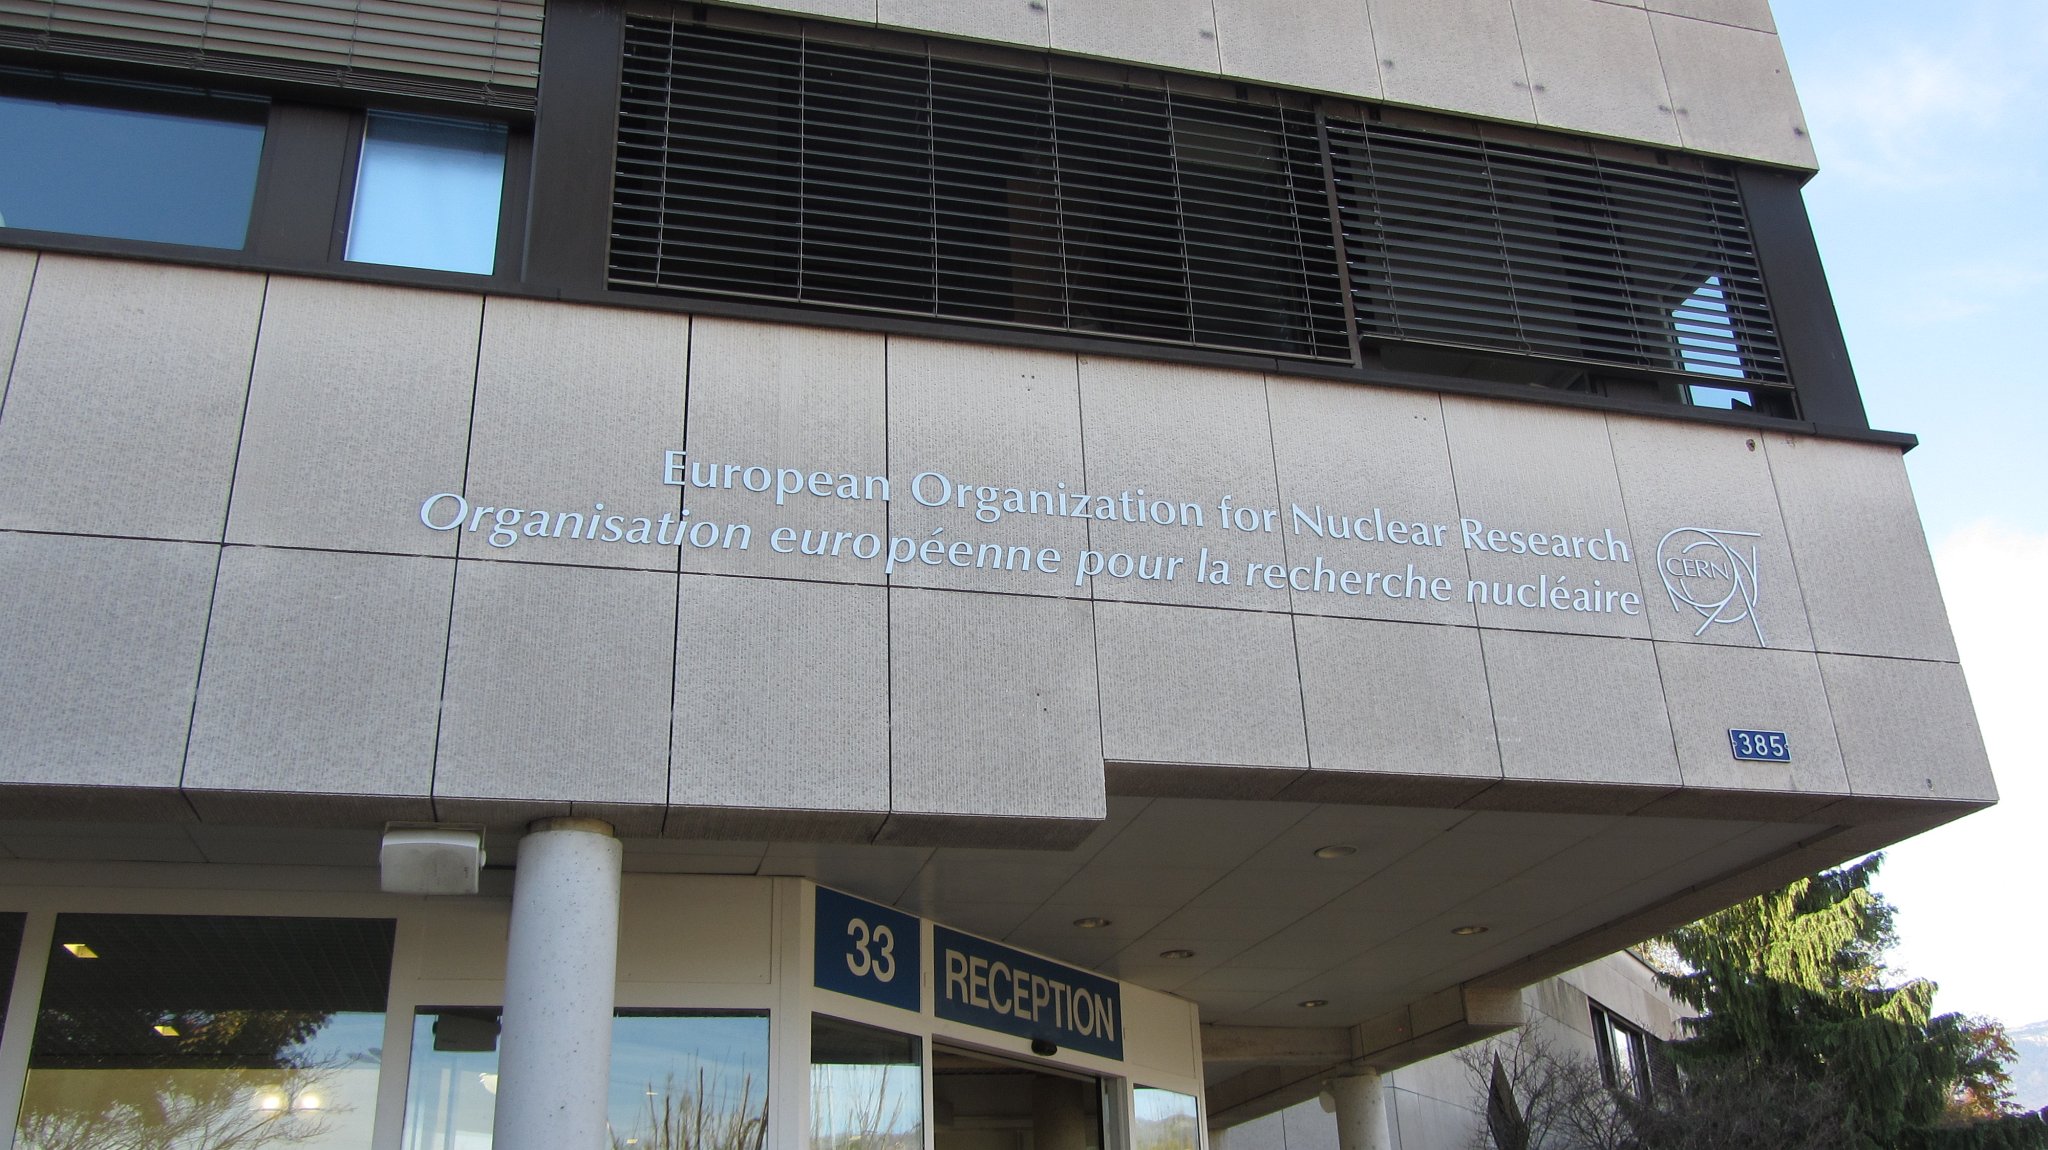 European Organization for Nuclear Research
Organisation européenne pour la recherche nucléaire
CERN
385
33
RECEPTION